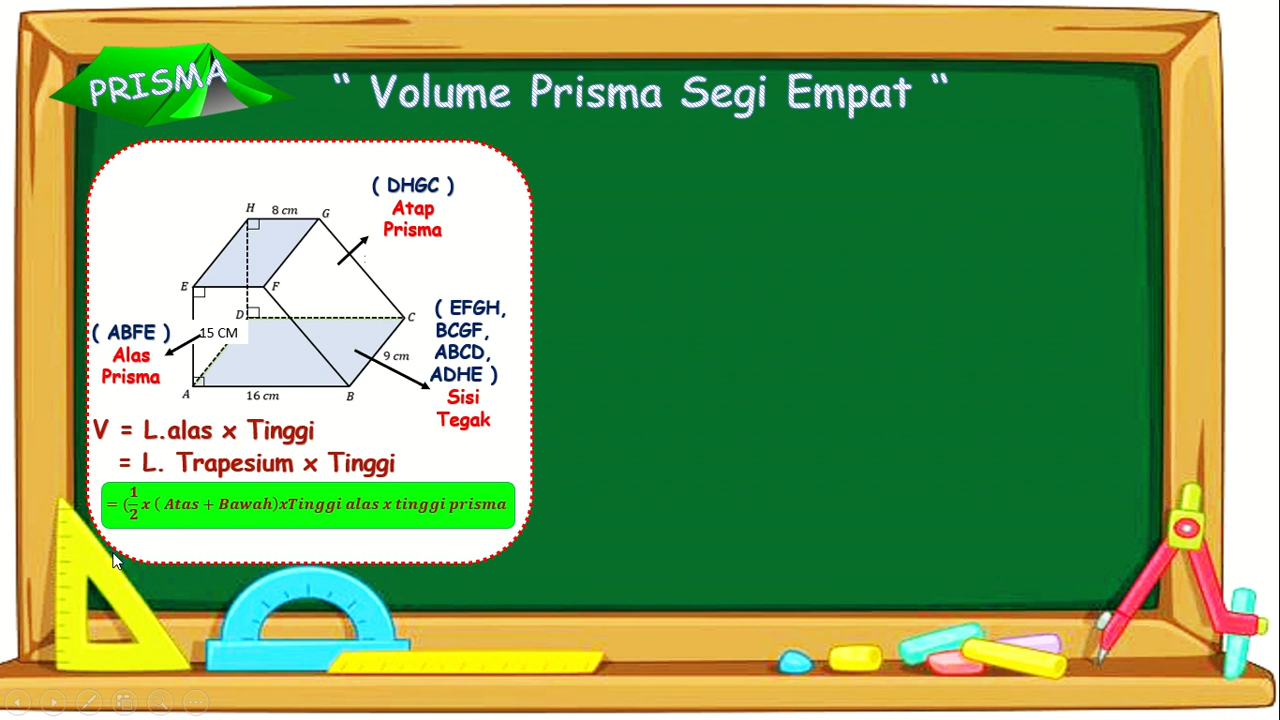 PRISMA
“ Volume Prisma Segi Empat “
( DHGC )
Atap
Prisma
H
8 cm
G
E
F
D
C
( ABFE )
Alas
Prisma
15 CM
9 cm
A
16 cm
B
( EFGH,
BCGF,
ABCD,
ADHE )
Sisi
Tegak
V = L.alas x Tinggi
= L. Trapesium x Tinggi
= (1/2 x ( Atas + Bawah)xTinggi alas x tinggi prisma